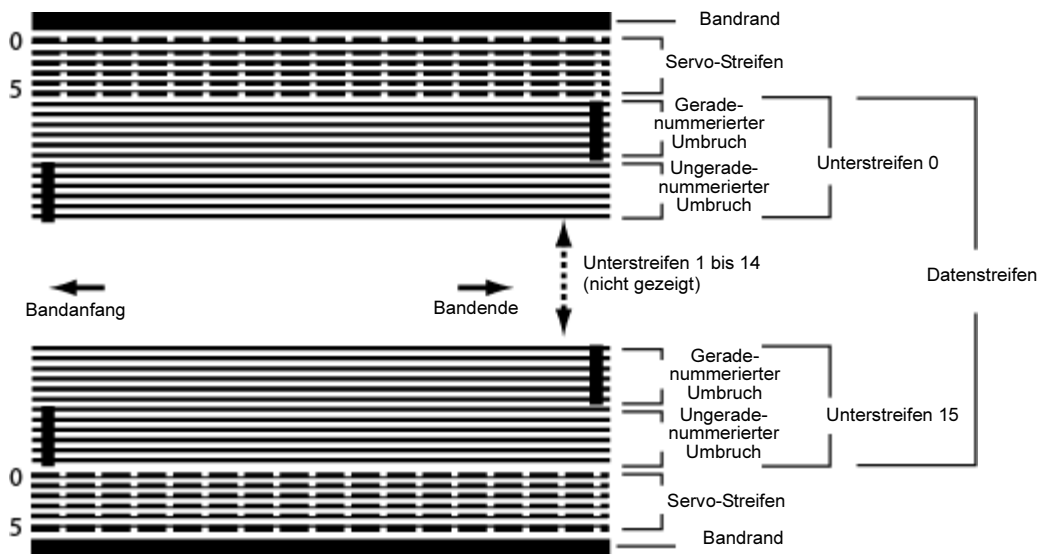 Bandrand
0
Servo-Streifen
5
Gerade-
nummerierter
Umbruch
Unterstreifen 0
Ungerade-
nummerierter
Umbruch
Unterstreifen 1 bis 14
(nicht gezeigt)
Datenstreifen
Bandanfang
Bandende
Gerade-
nummerierter
Umbruch
Unterstreifen 15
Ungerade-
nummerierter
Umbruch
0
Servo-Streifen
5
Bandrand